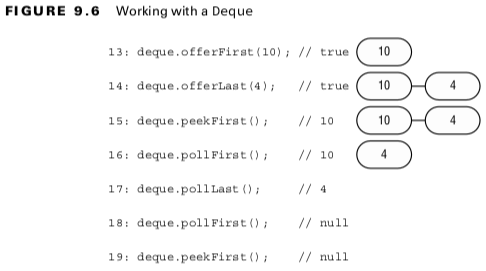 FIGURE 9.6 Working with a Deque
13: deque.offerFirst(10); // true 10
14: deque.offerLast(4); // true 10 4
15: deque.peekFirst(); // 10 10 4
16: deque.pollFirst(); // 10 4
17: deque.pollLast(); // 4
18: deque.pollFirst(); // null
19: deque.peekFirst(); // null